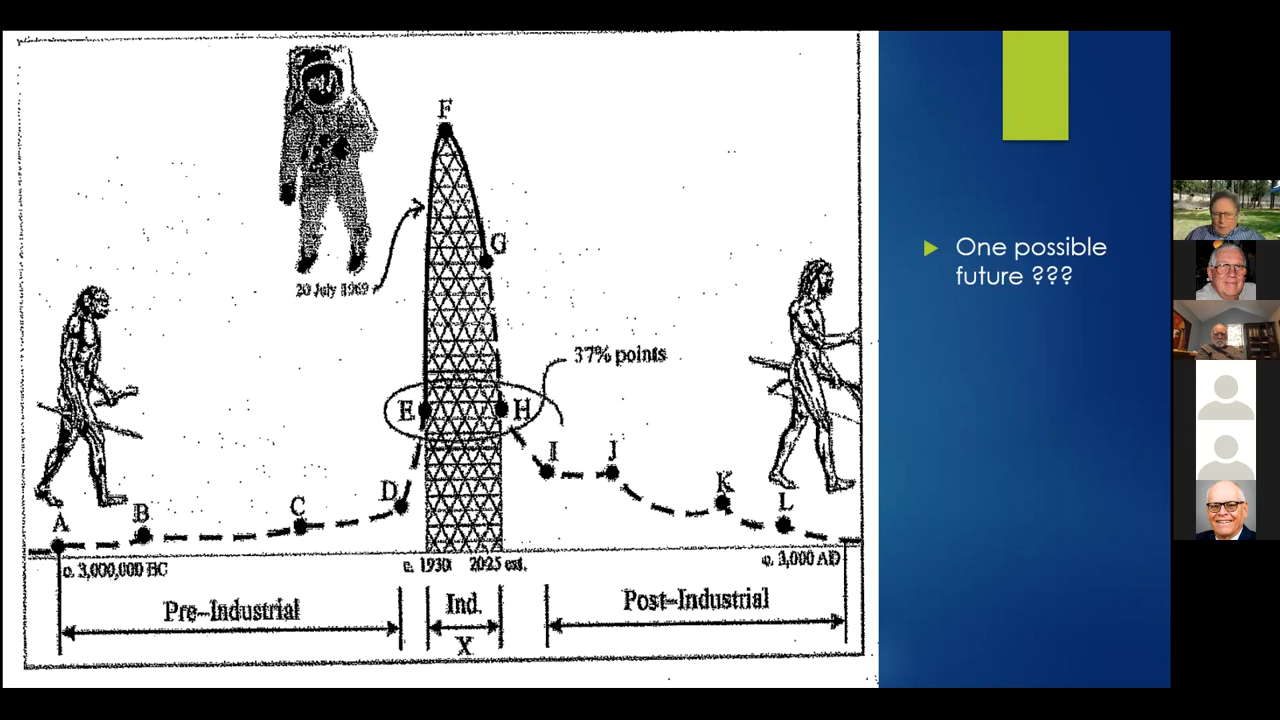 F
G
20 July 1969
37% points
E
H
I
J
D
K
C
L
B
A
c. 3,000,000 BC
c. 1930
2025 est.
c. 3,000 AD
Pre-Industrial
Ind.
X
Post-Industrial
One possible
future ???